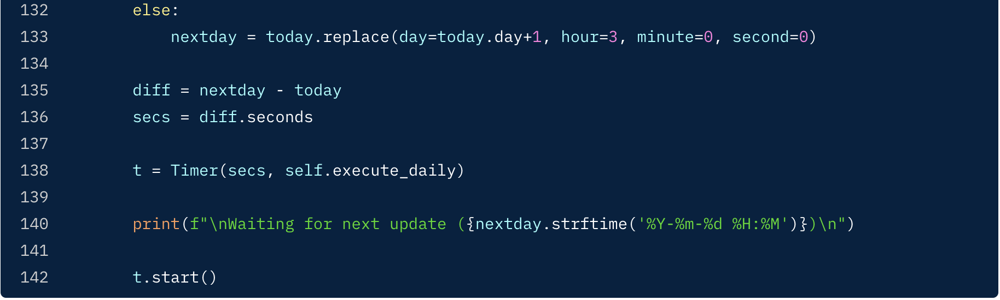 132         else:
133             nextday = today.replace(day=today.day+1, hour=3, minute=0, second=0)
134
135         diff = nextday - today
136         secs = diff.seconds
137
138         t = Timer(secs, self.execute_daily)
139
140         print(f"\nWaiting for next update ({nextday.strftime('%Y-%m-%d %H:%M')})\n")
141
142         t.start()